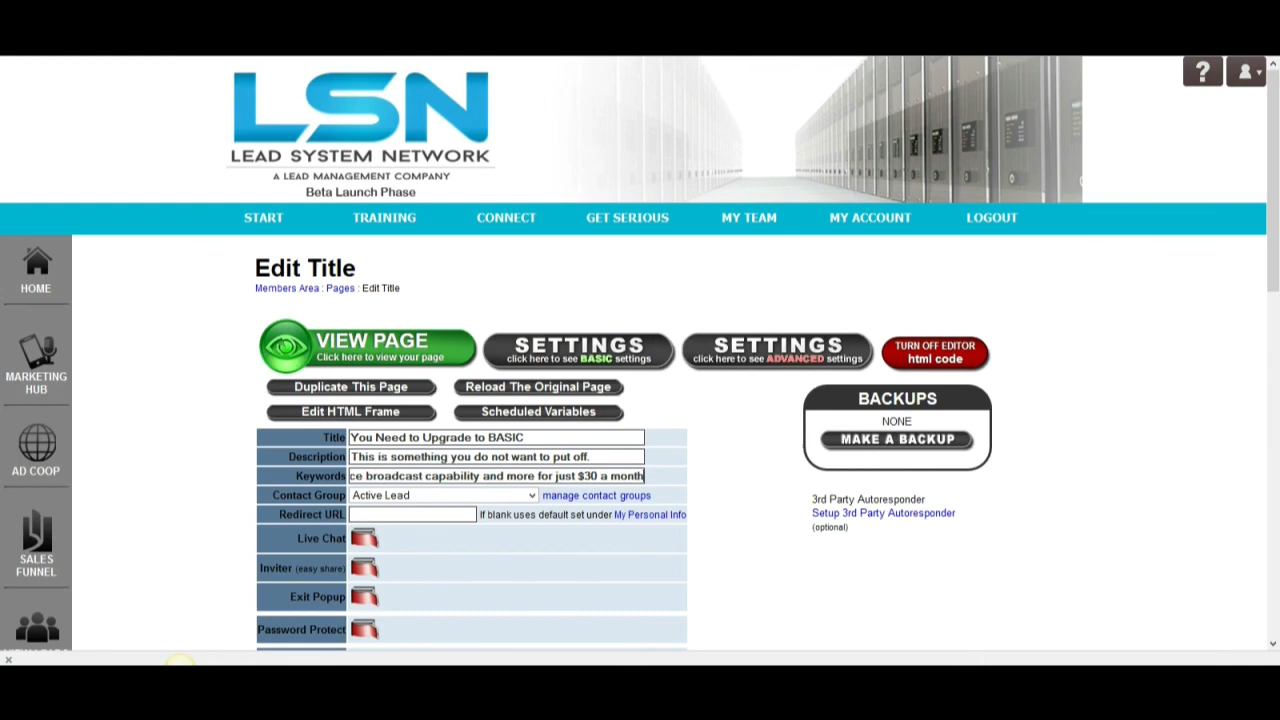 LSN
LEAD SYSTEM NETWORK
A LEAD MANAGEMENT COMPANY
Beta Launch Phase
?
START TRAINING CONNECT GET SERIOUS MY TEAM MY ACCOUNT LOGOUT
HOME
MARKETING
HUB
AD COOP
SALES
FUNNEL
Edit Title
Members Area : Pages : Edit Title
VIEW PAGE
Click here to view your page
SETTINGS
click here to see BASIC settings
SETTINGS
click here to see ADVANCED settings
TURN OFF EDITOR
html code
Duplicate This Page
Reload The Original Page
Edit HTML Frame
Scheduled Variables
BACKUPS
NONE
MAKE A BACKUP
Title You Need to Upgrade to BASIC
Description This is something you do not want to put off.
Keywords ce broadcast capability and more for just $30 a month
Contact Group Active Lead manage contact groups
Redirect URL If blank uses default set under My Personal Info
Live Chat
Inviter (easy share)
Exit Popup
Password Protect
3rd Party Autoresponder
Setup 3rd Party Autoresponder
(optional)